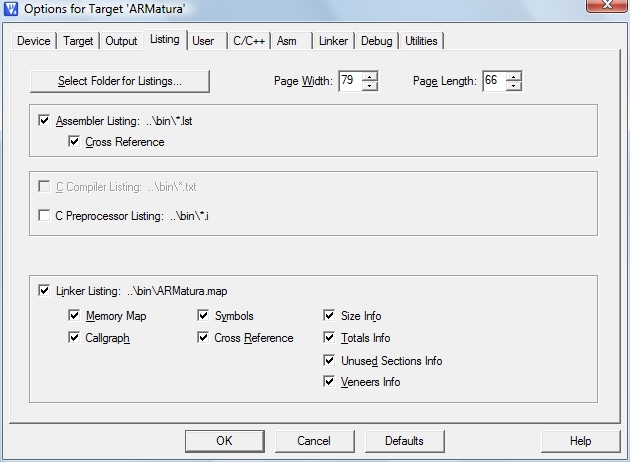 Options for Target 'ARMatura'
Device Target Output Listing User C/C++ Asm Linker Debug Utilities
Select Folder for Listings... Page Width: 79 Page Length: 66
Assembler Listing: ..\bin\*.lst
Cross Reference
C Compiler Listing: ..\bin\*.txt
C Preprocessor Listing: ..\bin\*.i
Linker Listing: ..\bin\ARMatura.map
Memory Map Symbols Size Info
Callgraph Cross Reference Totals Info
Unused Sections Info
Veneers Info
OK Cancel Defaults Help